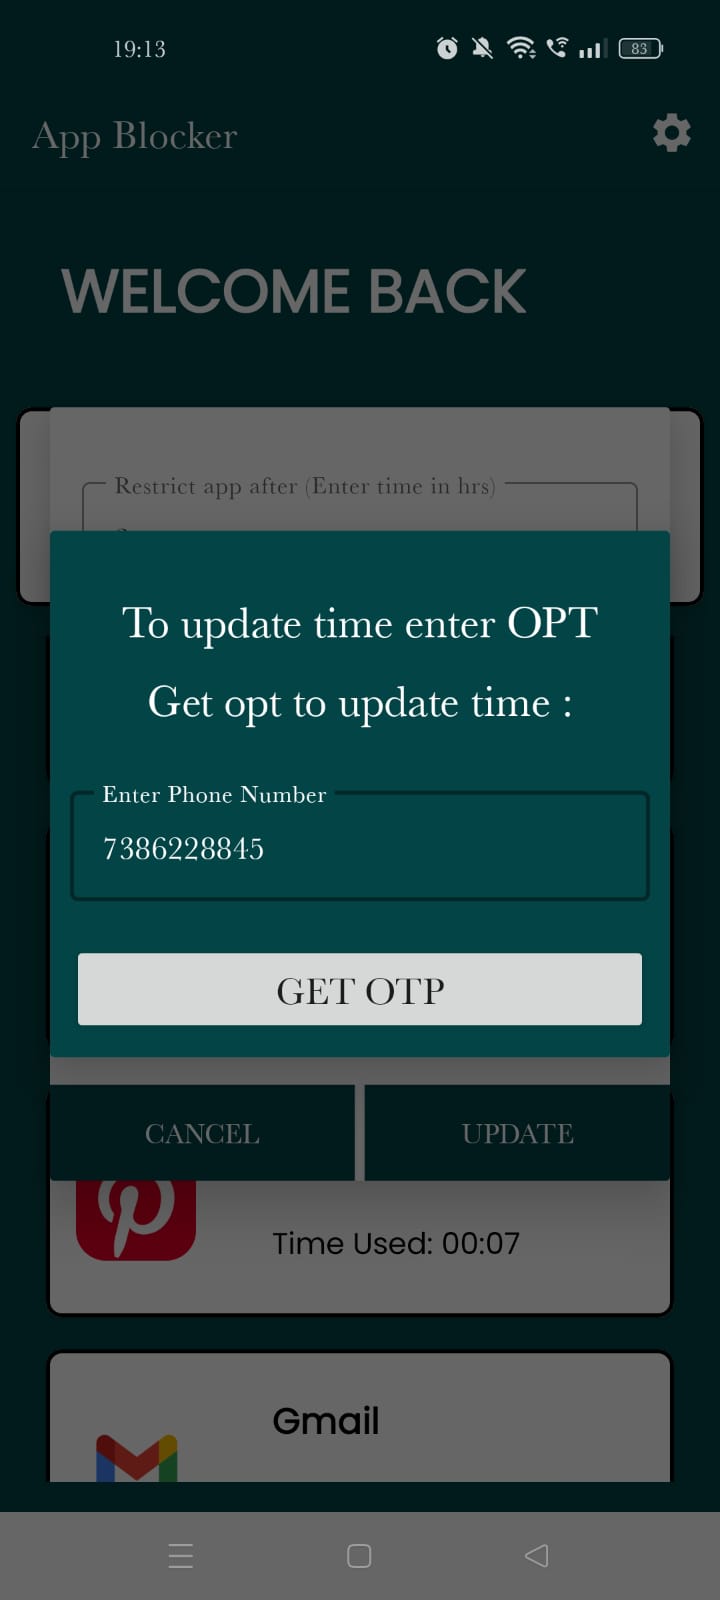 19:13
83
App Blocker
WELCOME BACK
Restrict app after (Enter time in hrs)
To update time enter OPT
Get opt to update time :
Enter Phone Number
7386228845
GET OTP
CANCEL
UPDATE
Time Used: 00:07
Gmail